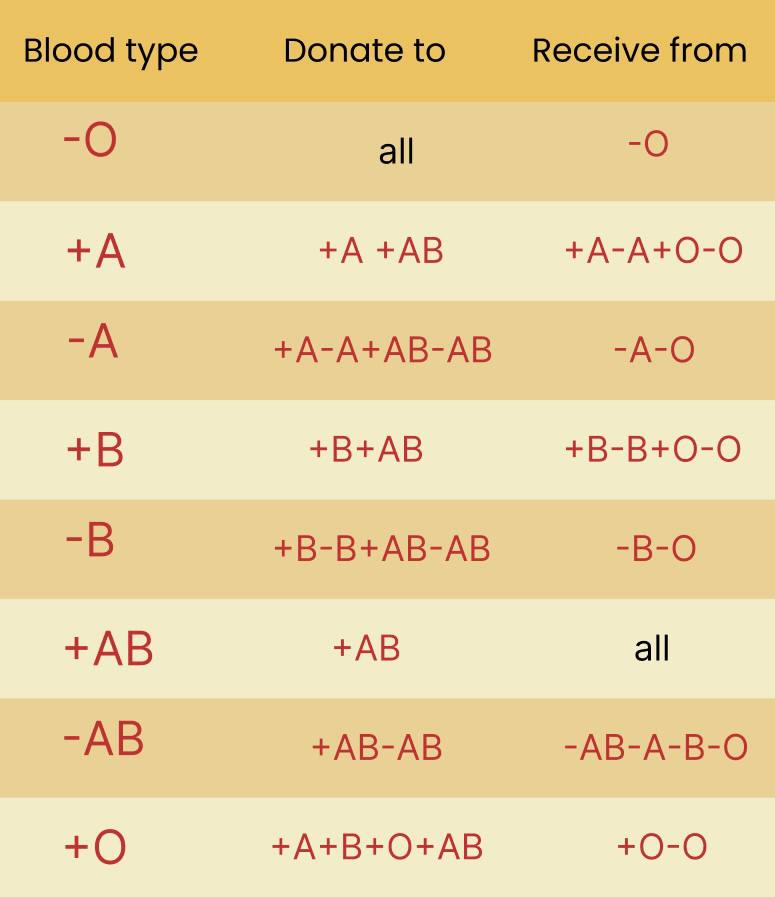 Blood type Donate to Receive from
-O all -O
+A +A +AB +A-A+O-O
-A +A-A+AB-AB -A-O
+B +B+AB +B-B+O-O
-B +B-B+AB-AB -B-O
+AB +AB all
-AB +AB-AB -AB-A-B-O
+O +A+B+O+AB +O-O